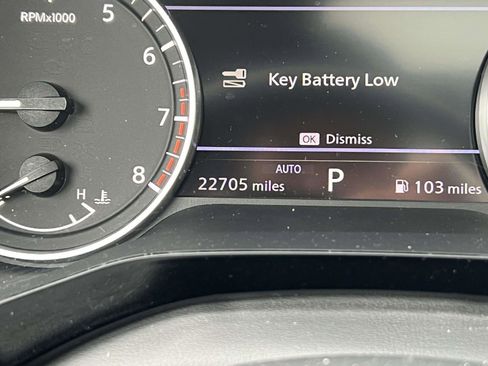 RPMx1000
5
6
7
8
H
Key Battery Low
OK Dismiss
AUTO
22705 miles P 103 miles